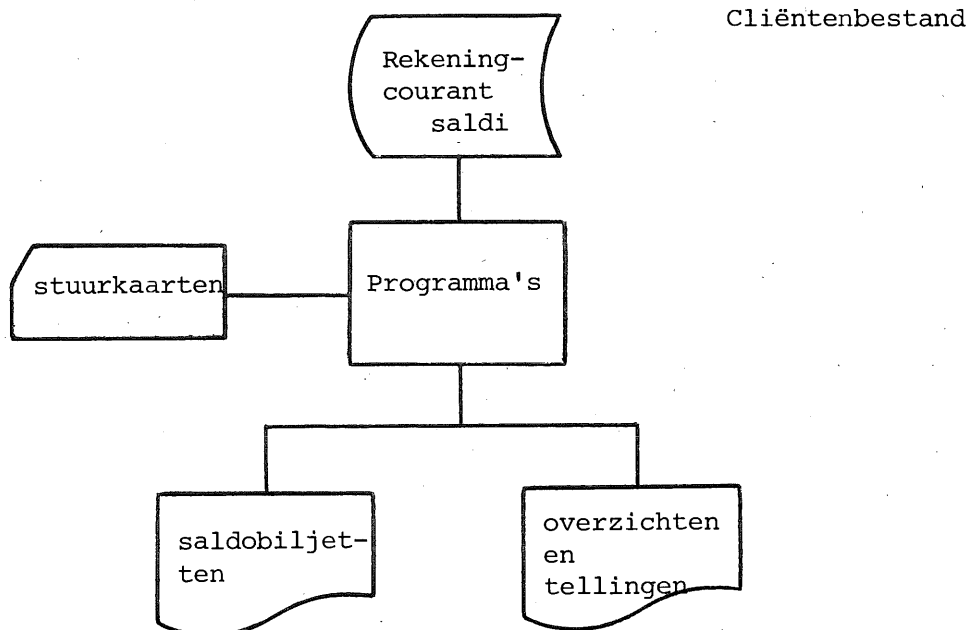 Cliëntenbestand
Rekening-
courant
saldi
stuurkaarten
Programma's
saldobiljet-
ten
overzichten
en
tellingen